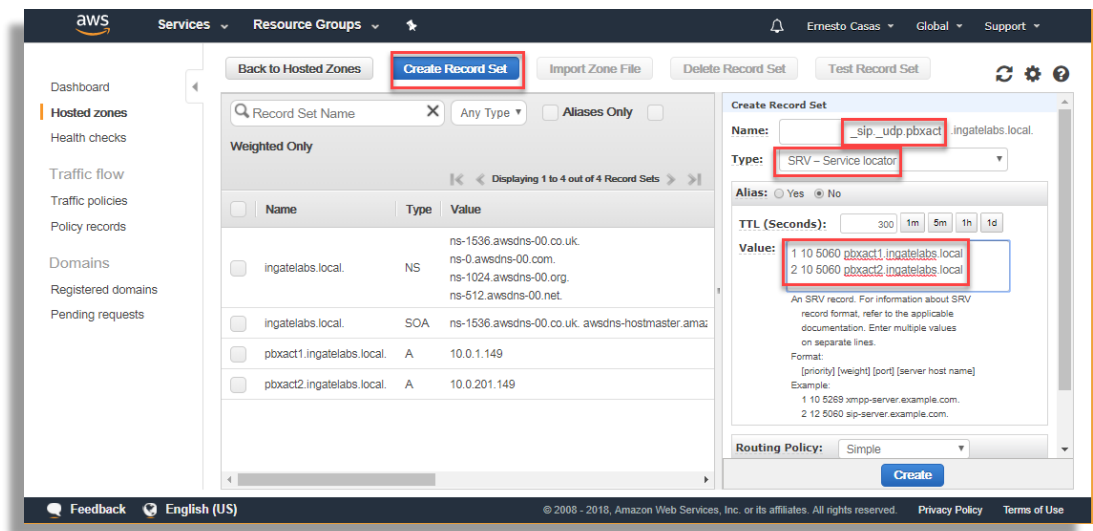 aws Services Resource Groups Ernesto Casas Global Support
Dashboard
Hosted zones
Health checks
Traffic flow
Traffic policies
Policy records
Domains
Registered domains
Pending requests
Back to Hosted Zones Create Record Set Import Zone File Delete Record Set Test Record Set
Record Set Name X Any Type Aliases Only
Weighted Only
Displaying 1 to 4 out of 4 Record Sets
Name Type Value
ingatelabs.local. NS ns-1536.awsdns-00.co.uk.
ns-0.awsdns-00.com.
ns-1024.awsdns-00.org.
ns-512.awsdns-00.net.
ingatelabs.local. SOA ns-1536.awsdns-00.co.uk. awsdns-hostmaster.amaz
pbxact1.ingatelabs.local. A 10.0.1.149
pbxact2.ingatelabs.local. A 10.0.201.149
Create Record Set
Name: _sip._udp.pbxact .ingatelabs.local.
Type: SRV – Service locator
Alias: Yes No
TTL (Seconds): 300 1m 5m 1h 1d
Value: 1 10 5060 pbxact1.ingatelabs.local
2 10 5060 pbxact2.ingatelabs.local
An SRV record. For information about SRV
record format, refer to the applicable
documentation. Enter multiple values
on separate lines.
Format:
[priority] [weight] [port] [server host name]
Example:
1 10 5269 xmpp-server.example.com.
2 12 5060 sip-server.example.com.
Routing Policy: Simple
Create
Feedback English (US) © 2008 - 2018, Amazon Web Services, Inc. or its affiliates. All rights reserved. Privacy Policy Terms of Use